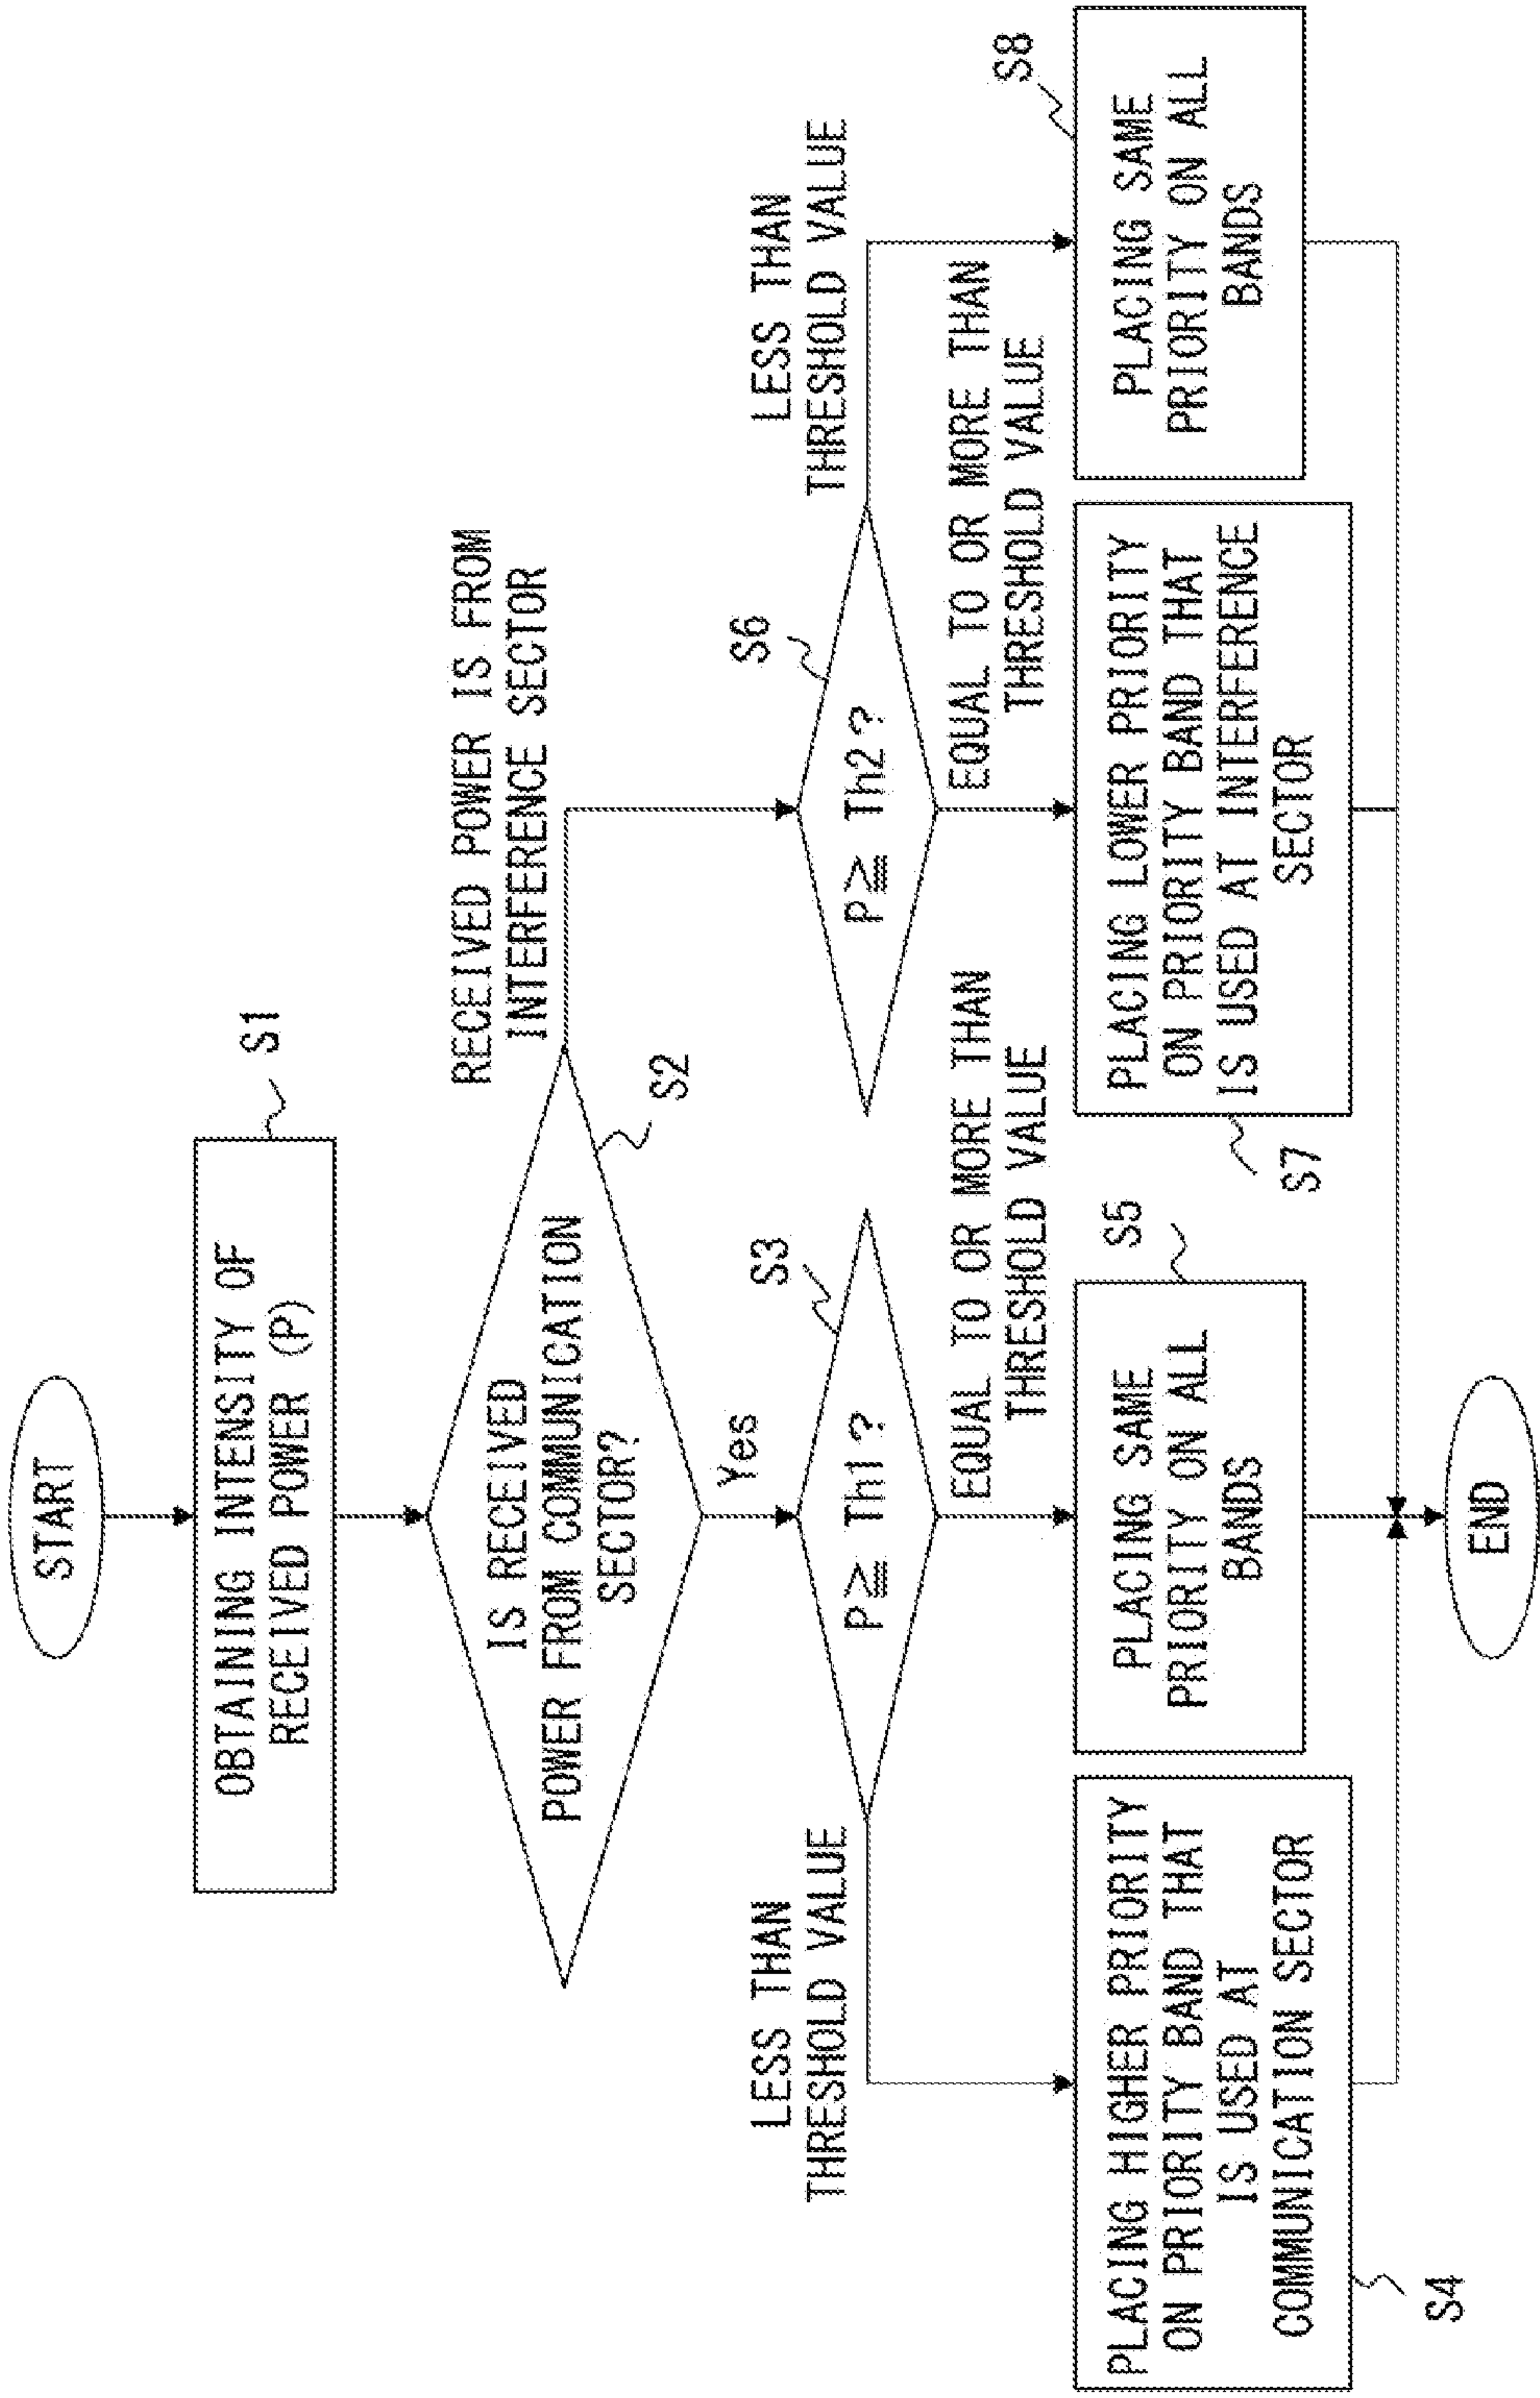 START
OBTAINING INTENSITY OF
RECEIVED POWER (P)
S1
IS RECEIVED
POWER FROM COMMUNICATION
SECTOR?
S2
RECEIVED POWER IS FROM
INTERFERENCE SECTOR
Yes
P≧ Th1?
S3
P≧ Th2?
S6
LESS THAN
THRESHOLD VALUE
EQUAL TO OR MORE THAN
THRESHOLD VALUE
EQUAL TO OR MORE THAN
THRESHOLD VALUE
LESS THAN
THRESHOLD VALUE
PLACING HIGHER PRIORITY
ON PRIORITY BAND THAT
IS USED AT
COMMUNICATION SECTOR
S4
PLACING SAME
PRIORITY ON ALL
BANDS
S5
PLACING LOWER PRIORITY
ON PRIORITY BAND THAT
IS USED AT INTERFERENCE
SECTOR
S7
PLACING SAME
PRIORITY ON ALL
BANDS
S8
END